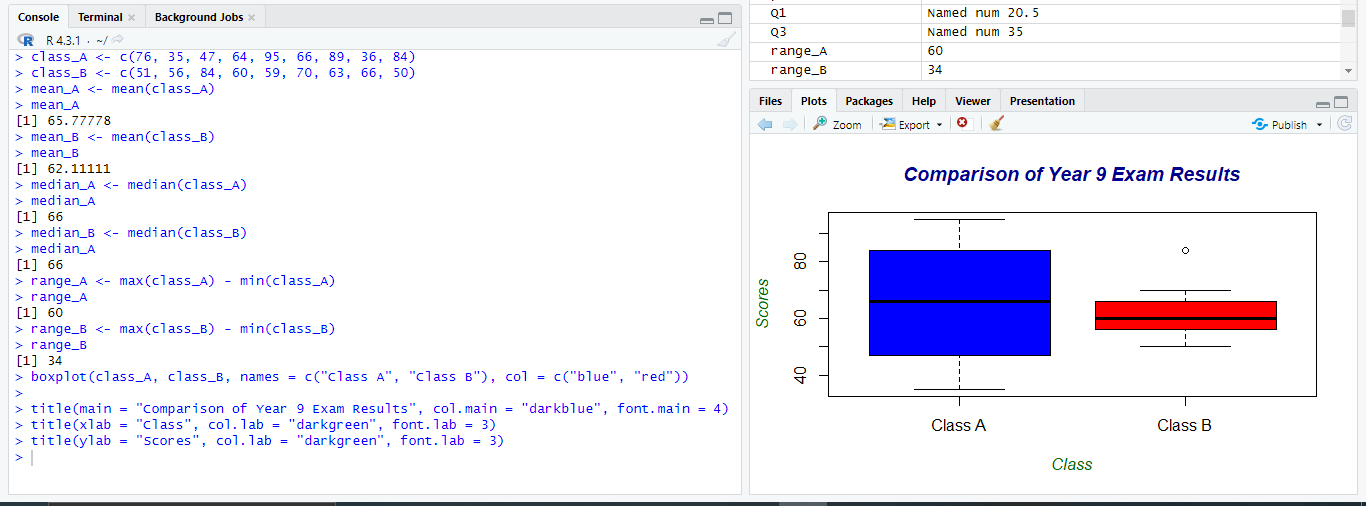 Console Terminal Background Jobs
R 4.3.1 · ~/
> class_A <- c(76, 35, 47, 64, 95, 66, 89, 36, 84)
> class_B <- c(51, 56, 84, 60, 59, 70, 63, 66, 50)
> mean_A <- mean(class_A)
> mean_A
[1] 65.77778
> mean_B <- mean(class_B)
> mean_B
[1] 62.11111
> median_A <- median(class_A)
> median_A
[1] 66
> median_B <- median(class_B)
> median_A
[1] 66
> range_A <- max(class_A) - min(class_A)
> range_A
[1] 60
> range_B <- max(class_B) - min(class_B)
> range_B
[1] 34
> boxplot(class_A, class_B, names = c("Class A", "Class B"), col = c("blue", "red"))
>
> title(main = "Comparison of Year 9 Exam Results", col.main = "darkblue", font.main = 4)
> title(xlab = "Class", col.lab = "darkgreen", font.lab = 3)
> title(ylab = "Scores", col.lab = "darkgreen", font.lab = 3)
>
Q1 Named num 20.5
Q3 Named num 35
range_A 60
range_B 34
Files Plots Packages Help Viewer Presentation
Zoom Export Publish
Comparison of Year 9 Exam Results
Scores
80
60
40
Class A Class B
Class